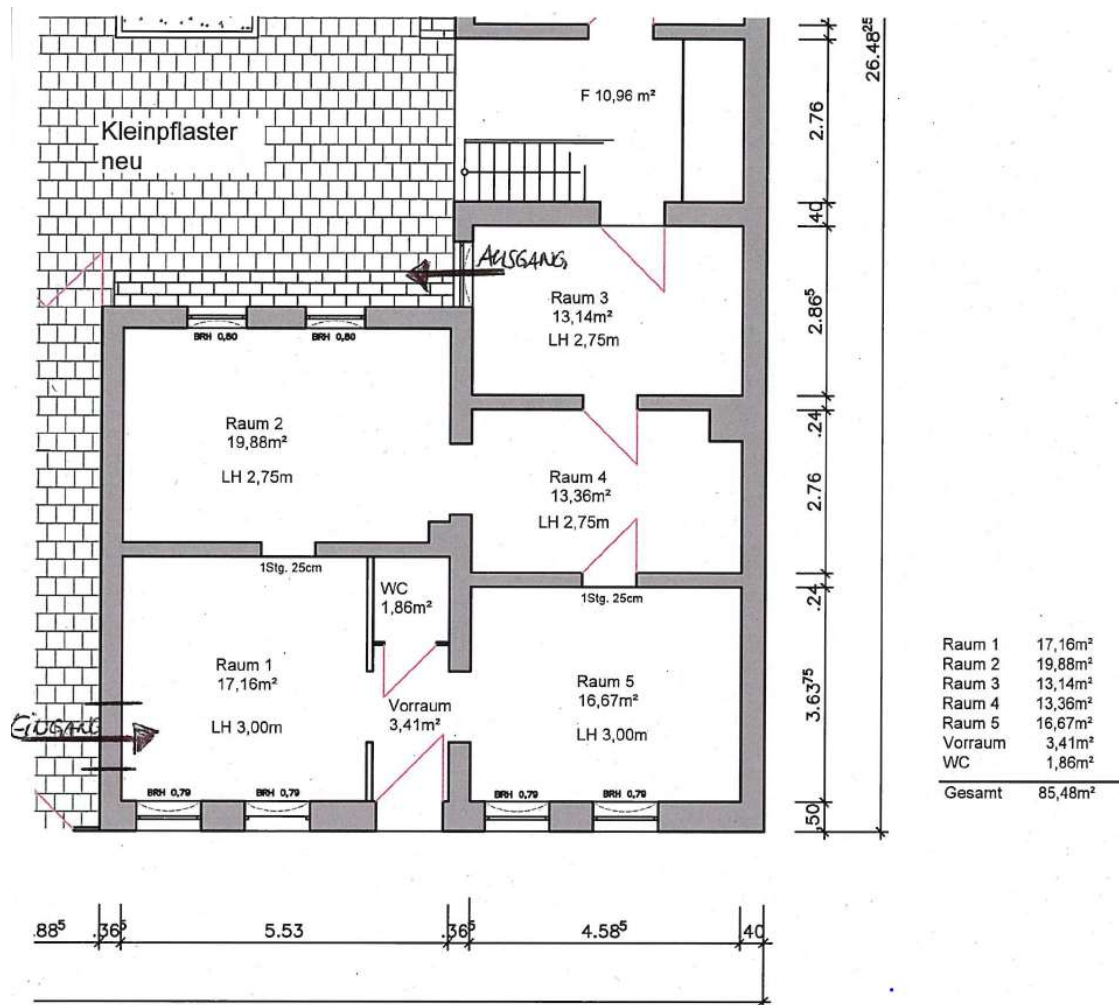 F 10,96 m²
Kleinpflaster
neu
AUSGANG
Raum 3
13,14m²
LH 2,75m
BRH 0,80
BRH 0,80
Raum 2
19,88m²
LH 2,75m
Raum 4
13,36m²
LH 2,75m
1Stg. 25cm
WC
1,86m²
1Stg. 25cm
Raum 1
17,16m²
LH 3,00m
Vorraum
3,41m²
Raum 5
16,67m²
LH 3,00m
EINGANG
BRH 0,79
BRH 0,79
BRH 0,79
BRH 0,79
26.48²⁵
2.76
.40
2.86⁵
.24
2.76
.24
3.63⁷⁵
.50
Raum 1 17,16m²
Raum 2 19,88m²
Raum 3 13,14m²
Raum 4 13,36m²
Raum 5 16,67m²
Vorraum 3,41m²
WC 1,86m²
Gesamt 85,48m²
.88⁵ .36⁵ 5.53 .36⁵ 4.58⁵ .40